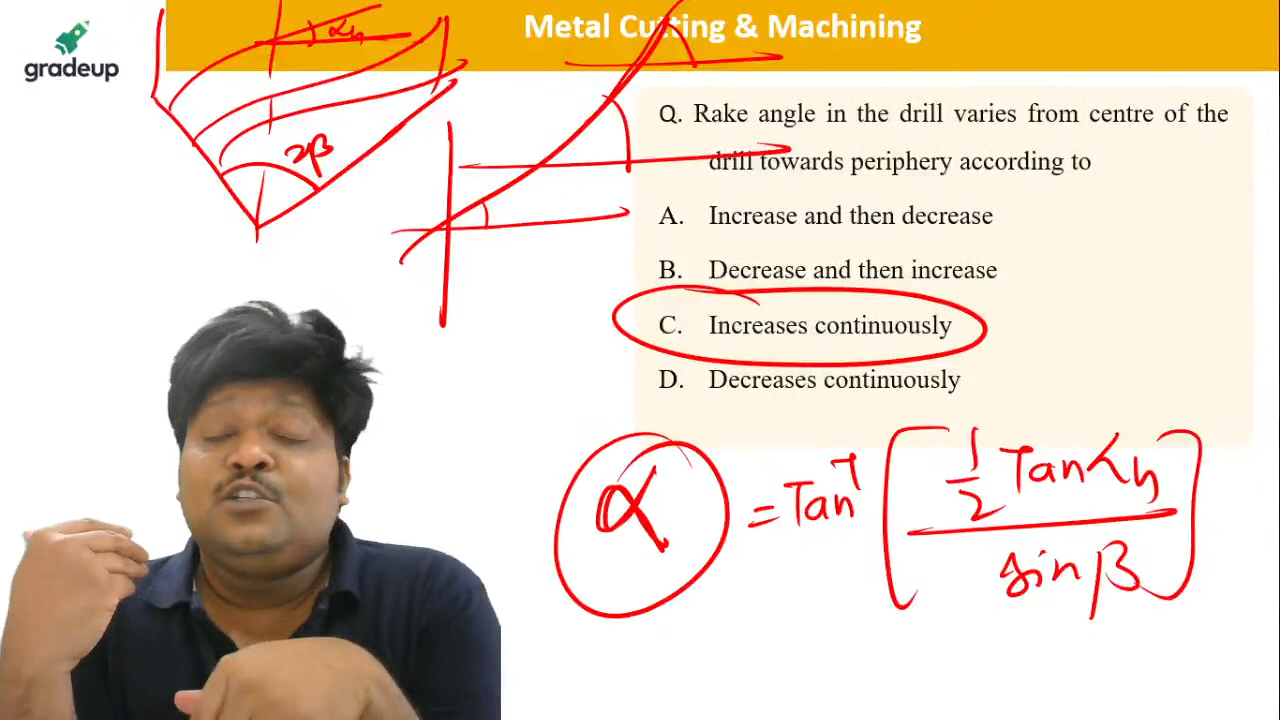 Metal Cutting & Machining
gradeup
αη
2β
Q. Rake angle in the drill varies from centre of the
drill towards periphery according to
A. Increase and then decrease
B. Decrease and then increase
C. Increases continuously
D. Decreases continuously
α = Tan⁻¹ [ 1/2 Tan αη / sin β ]